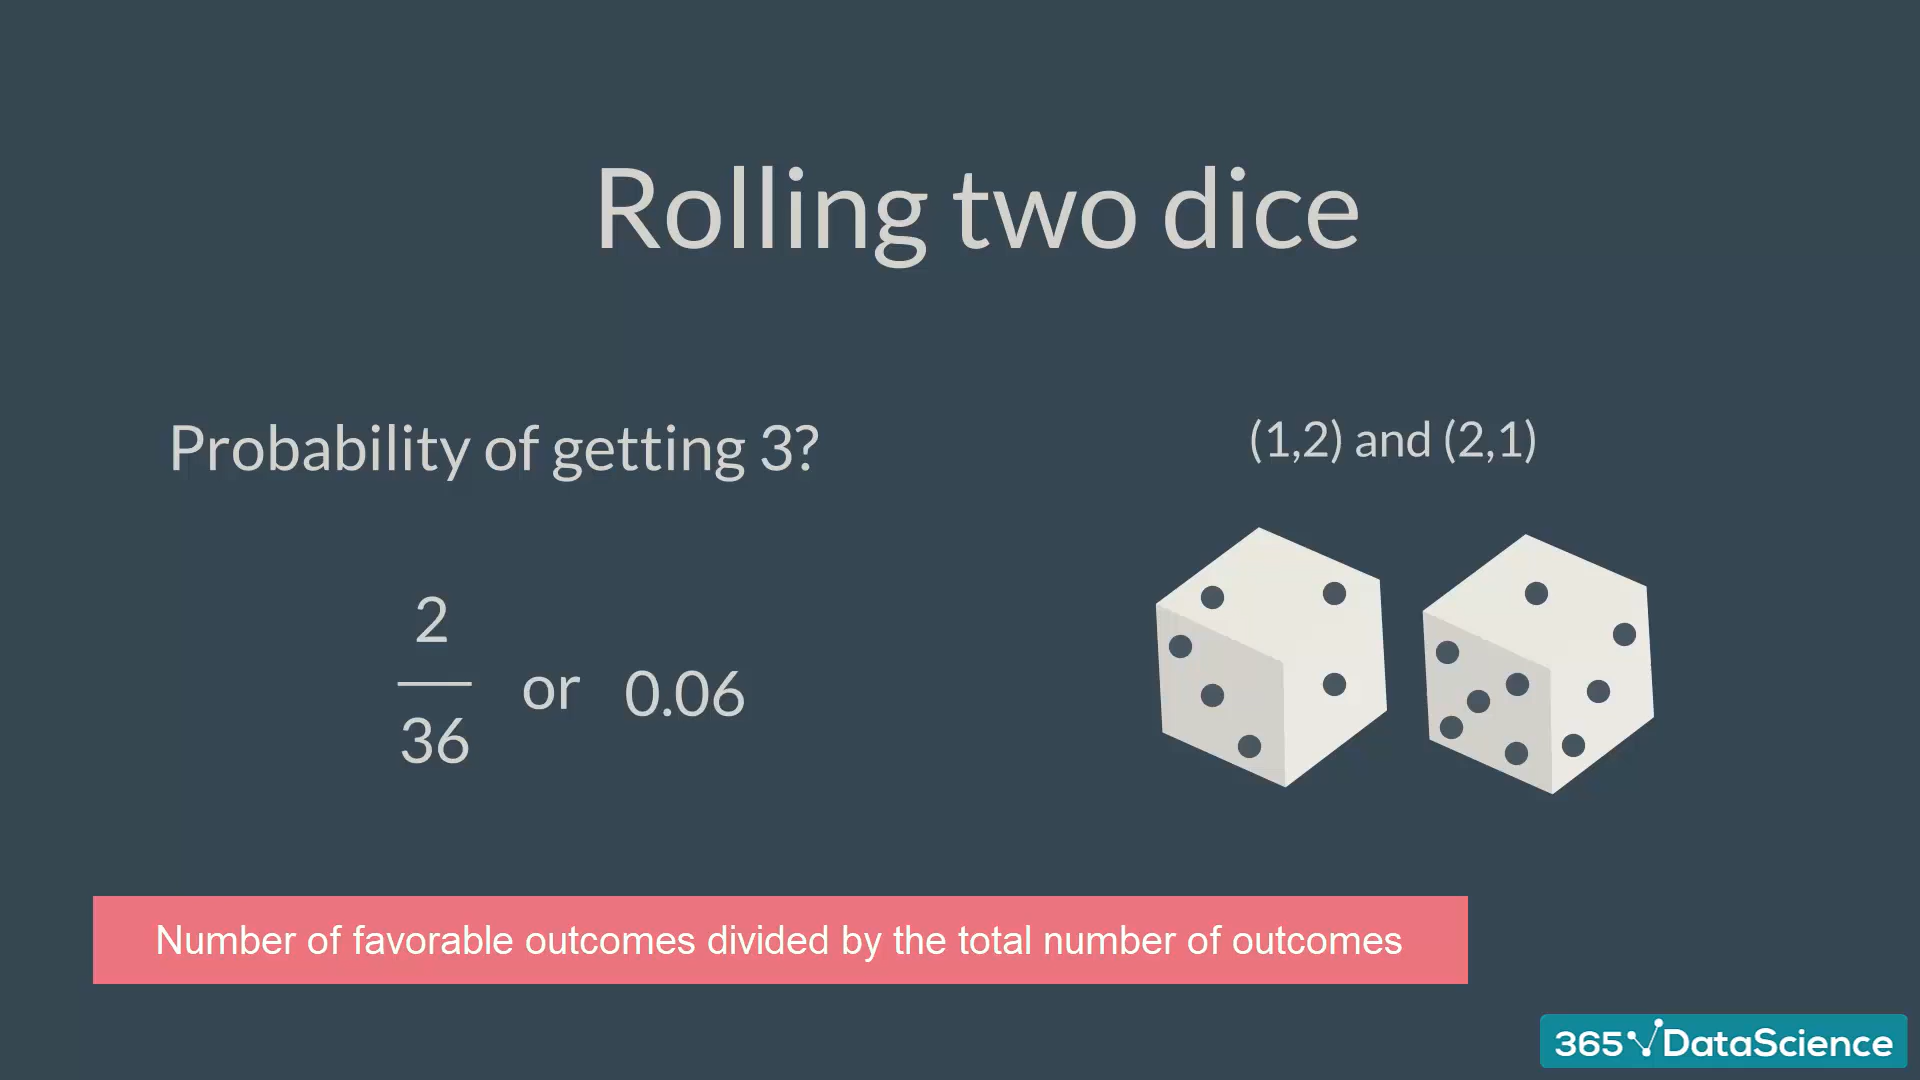 Rolling two dice
Probability of getting 3?
(1,2) and (2,1)
2
36
or 0.06
Number of favorable outcomes divided by the total number of outcomes
365 DataScience